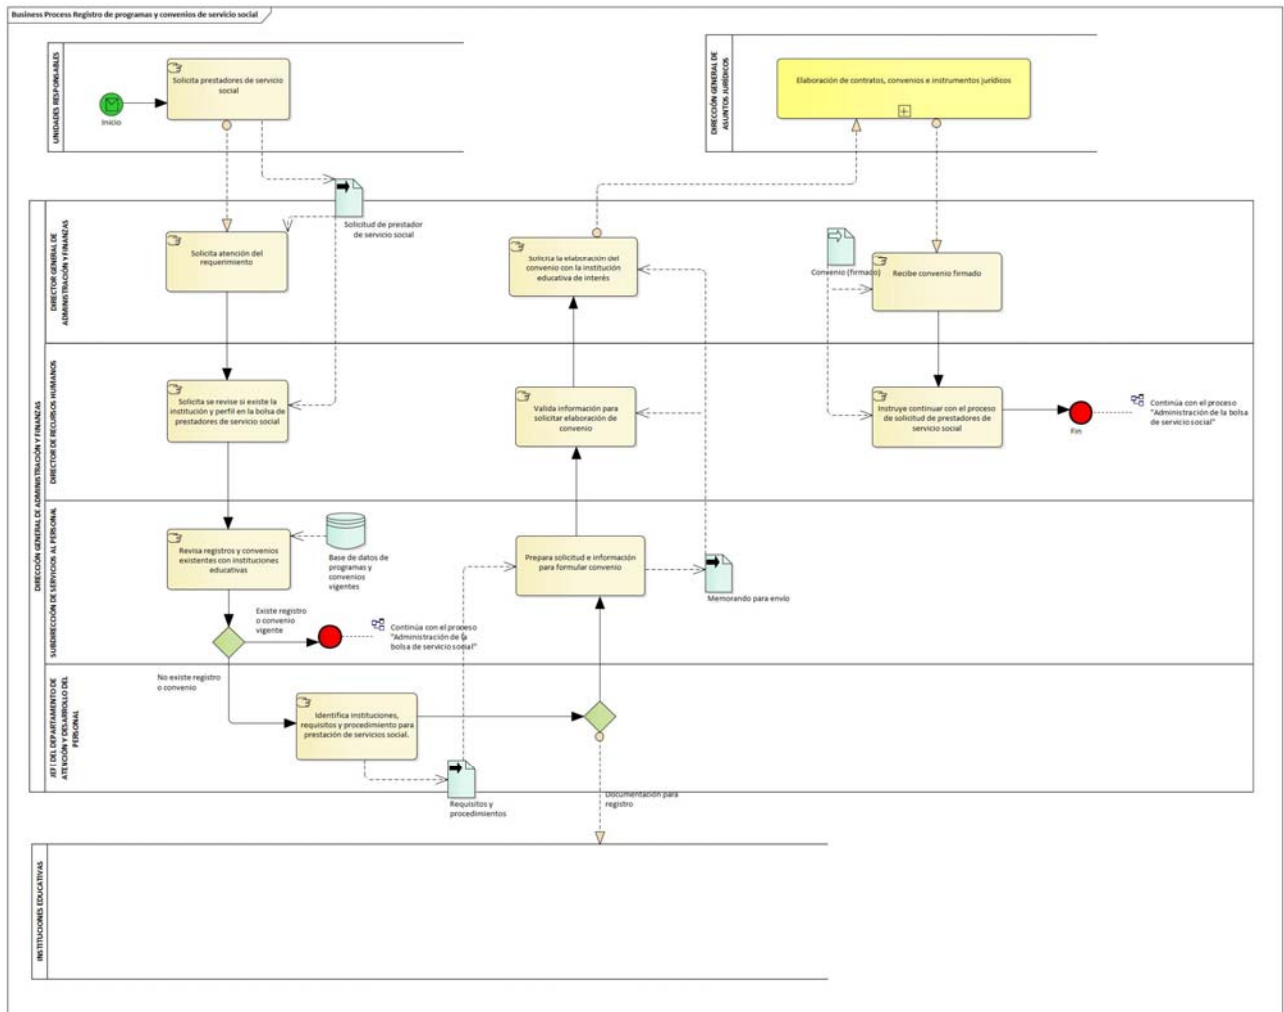 Business Process Registro de programas y convenios de servicio social
UNIDADES RESPONSABLES
Inicio
Solicita prestadores de servicio
social
DIRECCIÓN GENERAL DE
ASUNTOS JURÍDICOS
Elaboración de contratos, convenios e instrumentos jurídicos
Solicitud de prestador
de servicio social
DIRECCIÓN GENERAL DE ADMINISTRACIÓN Y FINANZAS
DIRECTOR GENERAL DE
ADMINISTRACIÓN Y FINANZAS
Solicita atención del
requerimiento
Solicita la elaboración del
convenio con la institución
educativa de interés
Convenio (firmado)
Recibe convenio firmado
DIRECTOR DE RECURSOS HUMANOS
Solicita se revise si existe la
institución y perfil en la bolsa de
prestadores de servicio social
Valida información para
solicitar elaboración de
convenio
Instruye continuar con el proceso
de solicitud de prestadores de
servicio social
Fin
Continúa con el proceso
"Administración de la bolsa
de servicio social"
SUBDIRECCIÓN DE SERVICIOS AL PERSONAL
Revisa registros y convenios
existentes con instituciones
educativas
Base de datos de
programas y
convenios
vigentes
Prepara solicitud e información
para formular convenio
Memorando para envío
Existe registro
o convenio
vigente
Continúa con el proceso
"Administración de la
bolsa de servicio social"
No existe registro
o convenio
DEL DEPARTAMENTO DE
ATENCIÓN Y DESARROLLO DEL
PERSONAL
Identifica instituciones,
requisitos y procedimiento para
prestación de servicios social.
Requisitos y
procedimientos
Documentación para
registro
INSTITUCIONES EDUCATIVAS